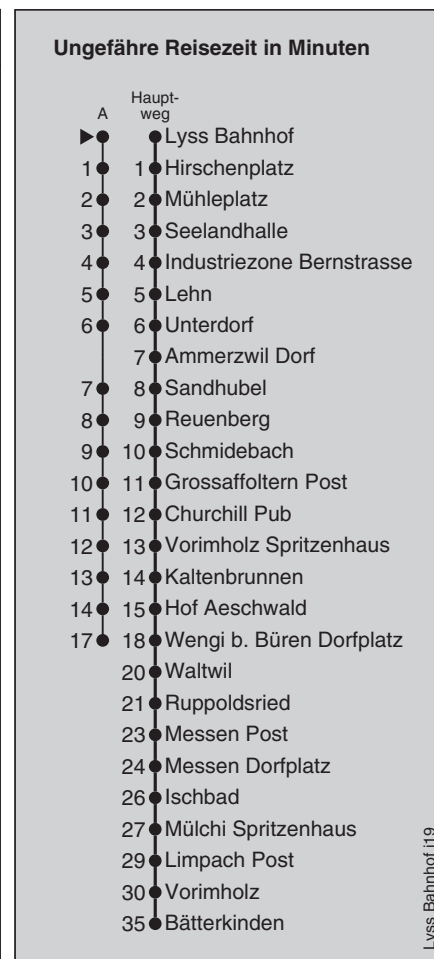 Ungefähre Reisezeit in Minuten
Haupt-
A weg
Lyss Bahnhof
1 1 Hirschenplatz
2 2 Mühleplatz
3 3 Seelandhalle
4 4 Industriezone Bernstrasse
5 5 Lehn
6 6 Unterdorf
7 Ammerzwil Dorf
7 8 Sandhubel
8 9 Reuenberg
9 10 Schmidebach
10 11 Grossaffoltern Post
11 12 Churchill Pub
12 13 Vorimholz Spritzenhaus
13 14 Kaltenbrunnen
14 15 Hof Aeschwald
17 18 Wengi b. Büren Dorfplatz
20 Waltwil
21 Ruppoldsried
23 Messen Post
24 Messen Dorfplatz
26 Ischbad
27 Mülchi Spritzenhaus
29 Limpach Post
30 Vorimholz
35 Bätterkinden
Lyss Bahnhof j19